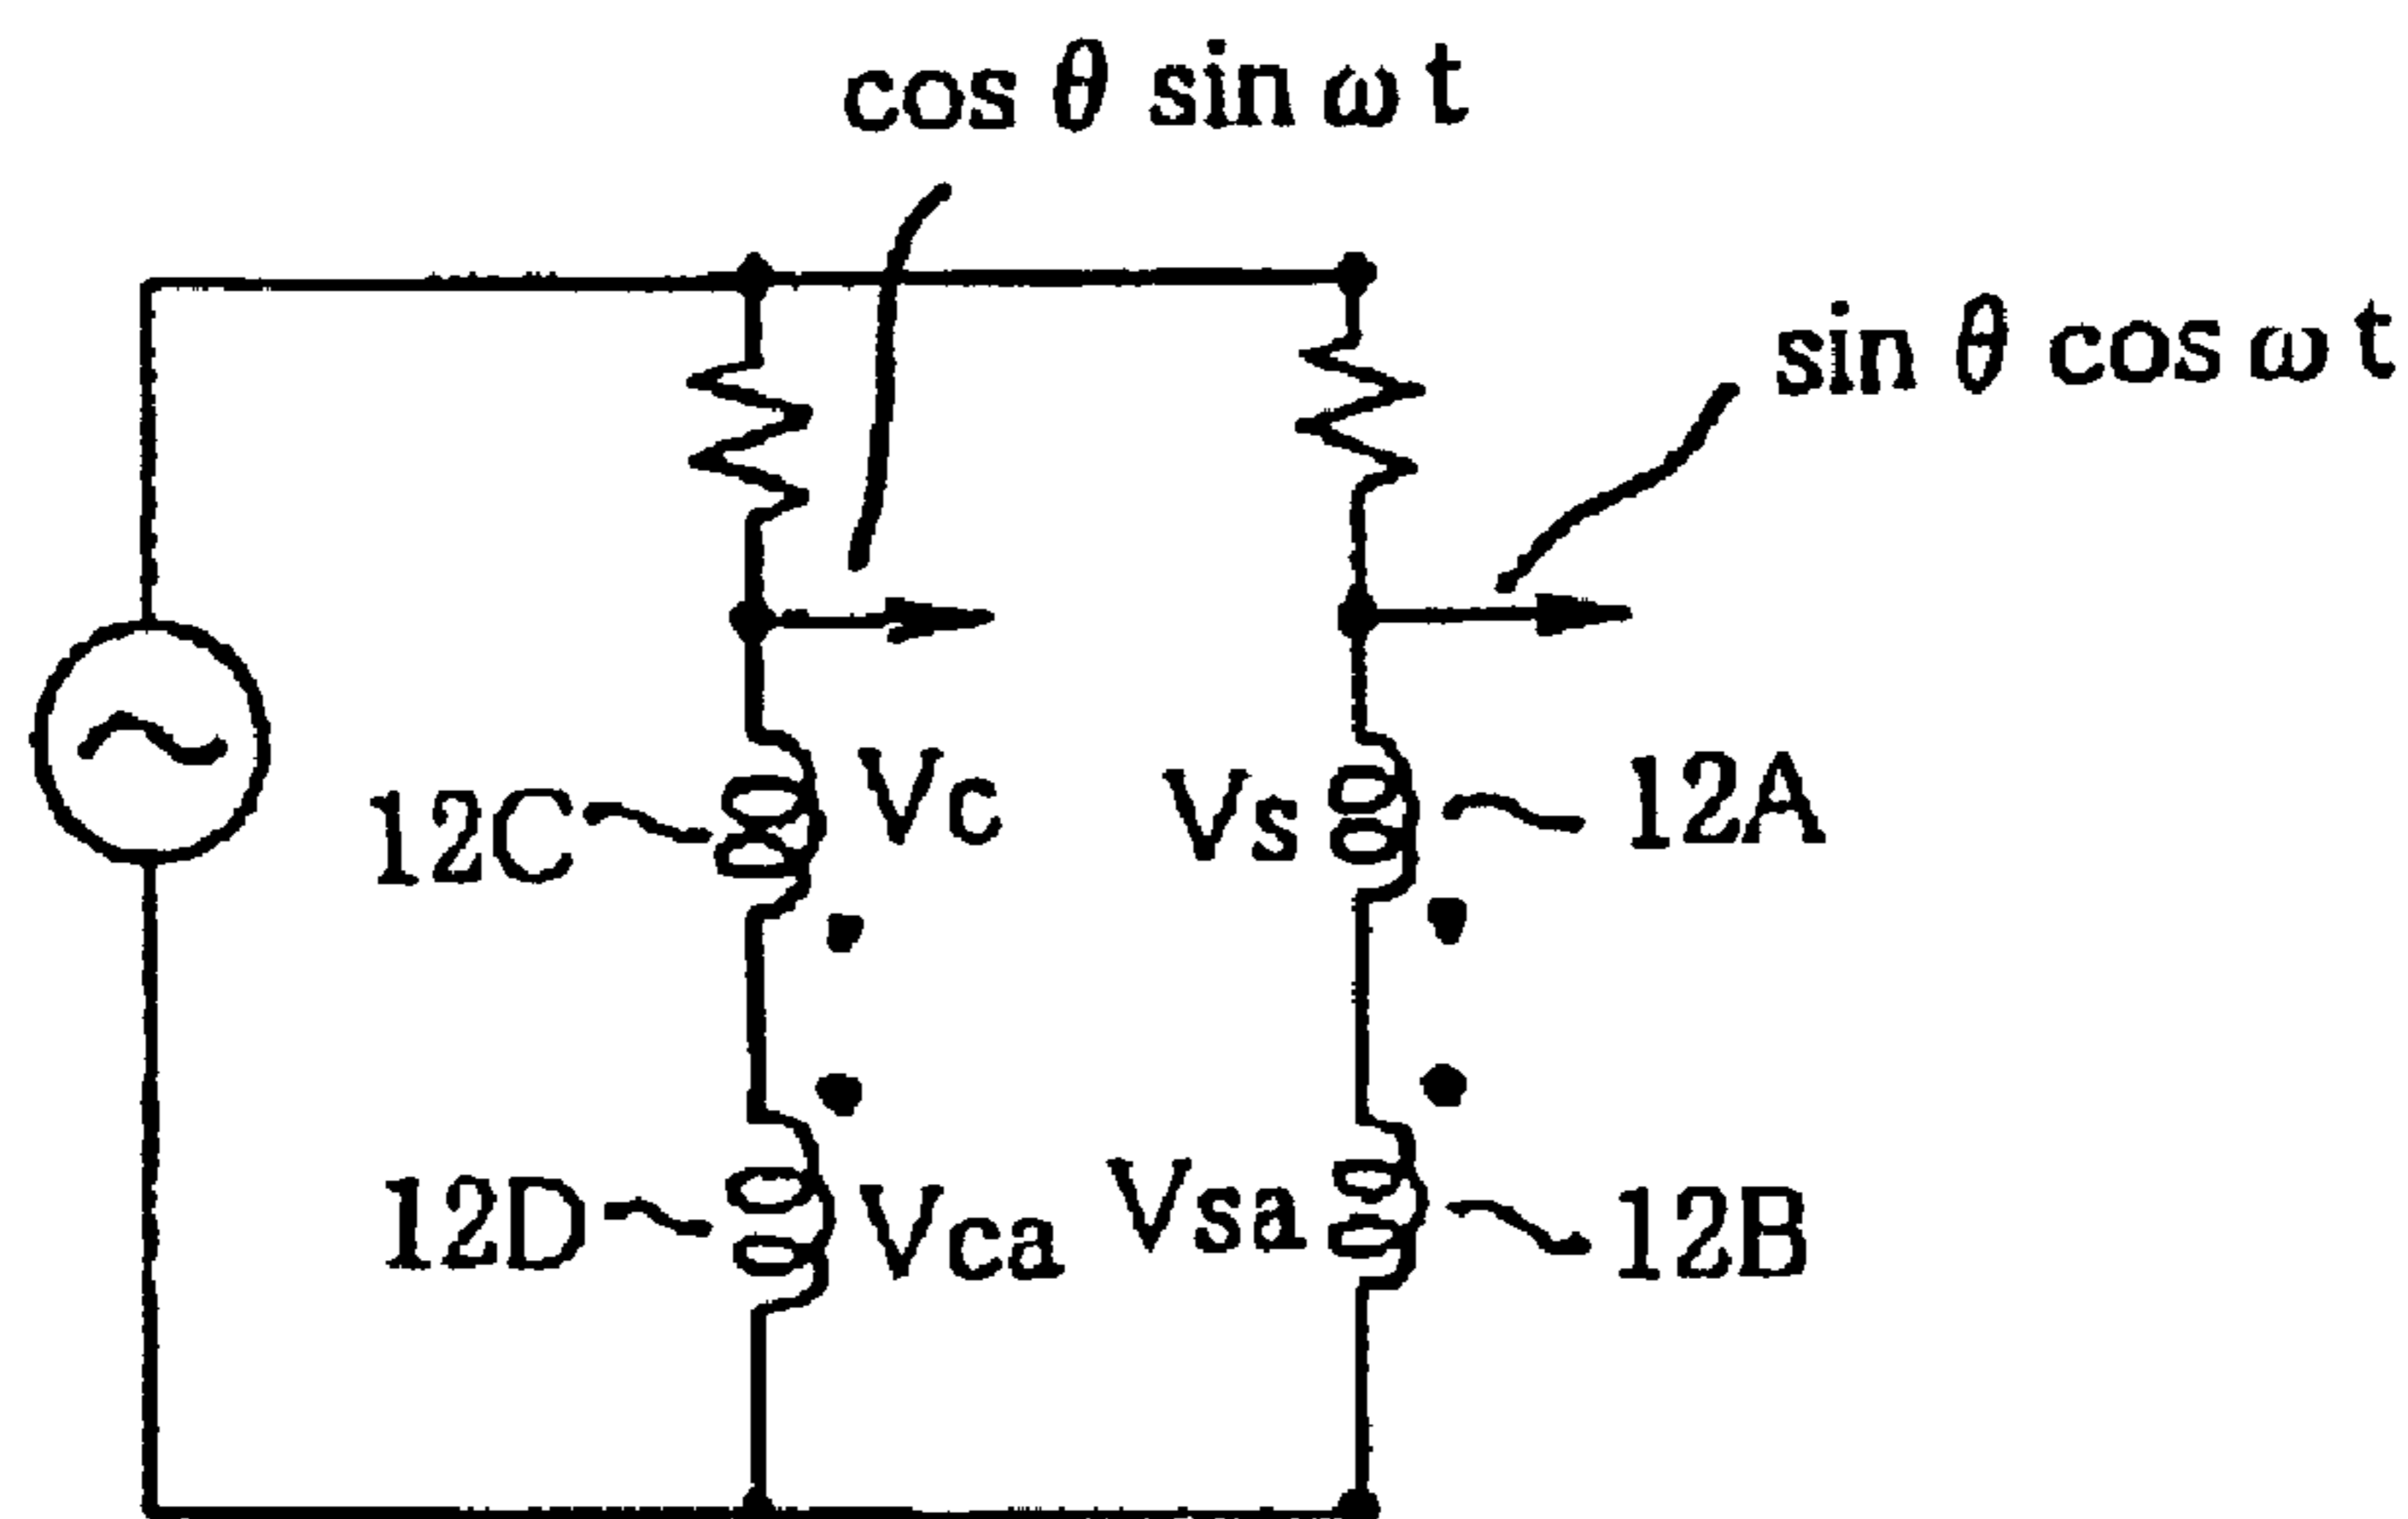 cos θ sin ω t
sin θ cos ω t
12C
Vc
Vs
12A
12D
Vca
Vsa
12B